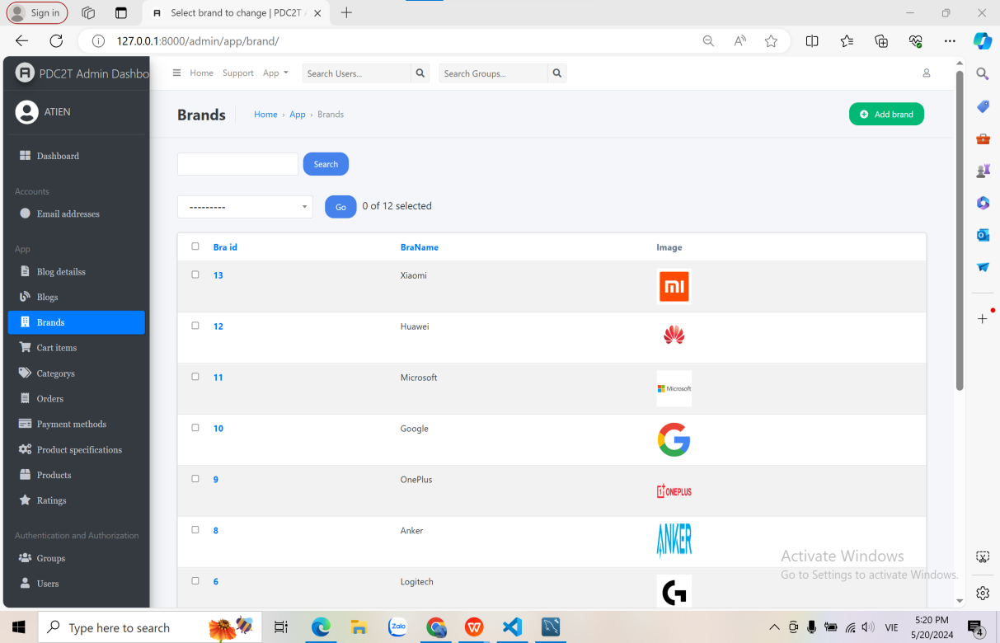 Sign in
Select brand to change | PDC2T A
127.0.0.1:8000/admin/app/brand/
PDC2T Admin Dashbo
Home Support App Search Users... Search Groups...
ATIEN
Brands Home › App › Brands Add brand
Dashboard
Search
Accounts
Email addresses
--------- Go 0 of 12 selected
App
Blog detailss
Blogs
Brands
Cart items
Categorys
Orders
Payment methods
Product specifications
Products
Ratings
Authentication and Authorization
Groups
Users
Bra id BraName Image
13 Xiaomi
12 Huawei
11 Microsoft Microsoft
10 Google G
9 OnePlus 1+ ONEPLUS
8 Anker ANKER
6 Logitech G
Activate Windows
Go to Settings to activate Windows.
Type here to search
Zalo
VIE
5:20 PM
5/20/2024
4